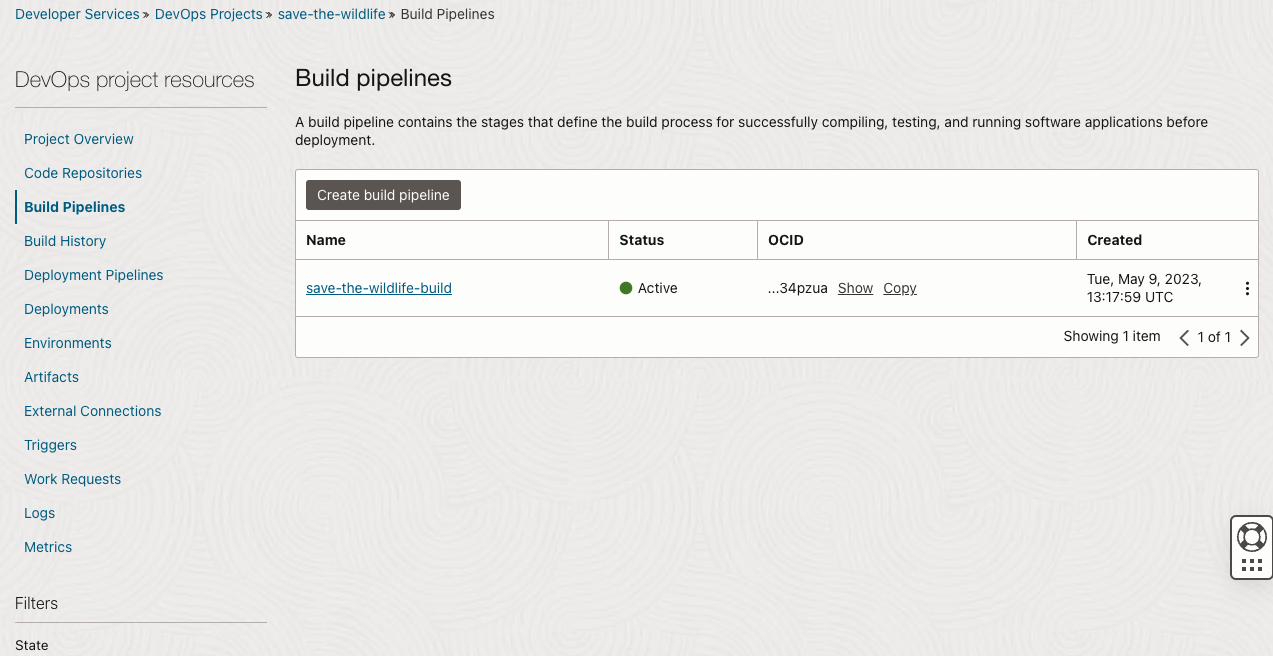 Developer Services » DevOps Projects » save-the-wildlife » Build Pipelines
DevOps project resources
Project Overview
Code Repositories
Build Pipelines
Build History
Deployment Pipelines
Deployments
Environments
Artifacts
External Connections
Triggers
Work Requests
Logs
Metrics
Filters
State
Build pipelines
A build pipeline contains the stages that define the build process for successfully compiling, testing, and running software applications before
deployment.
Create build pipeline
Name Status OCID Created
save-the-wildlife-build Active ...34pzua Show Copy Tue, May 9, 2023,
13:17:59 UTC
Showing 1 item 1 of 1